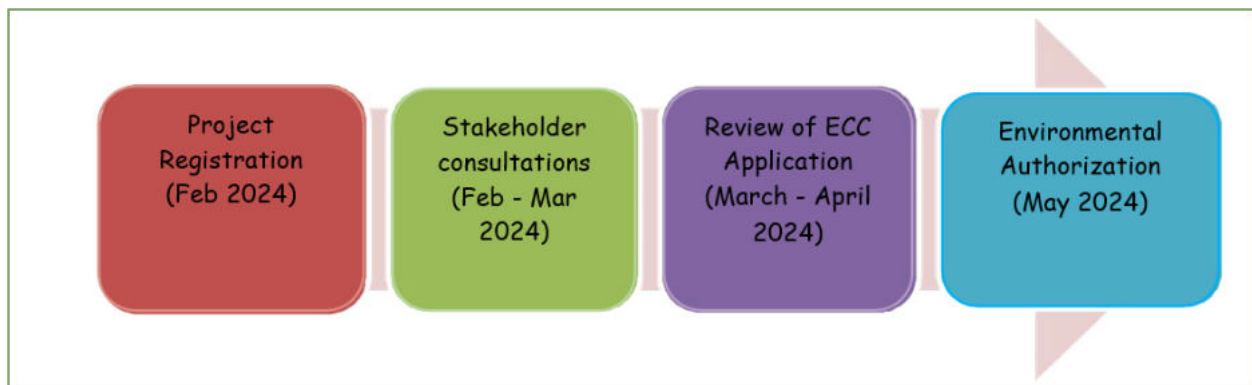 Project
Registration
(Feb 2024)
Stakeholder
consultations
(Feb - Mar
2024)
Review of ECC
Application
(March - April
2024)
Environmental
Authorization
(May 2024)